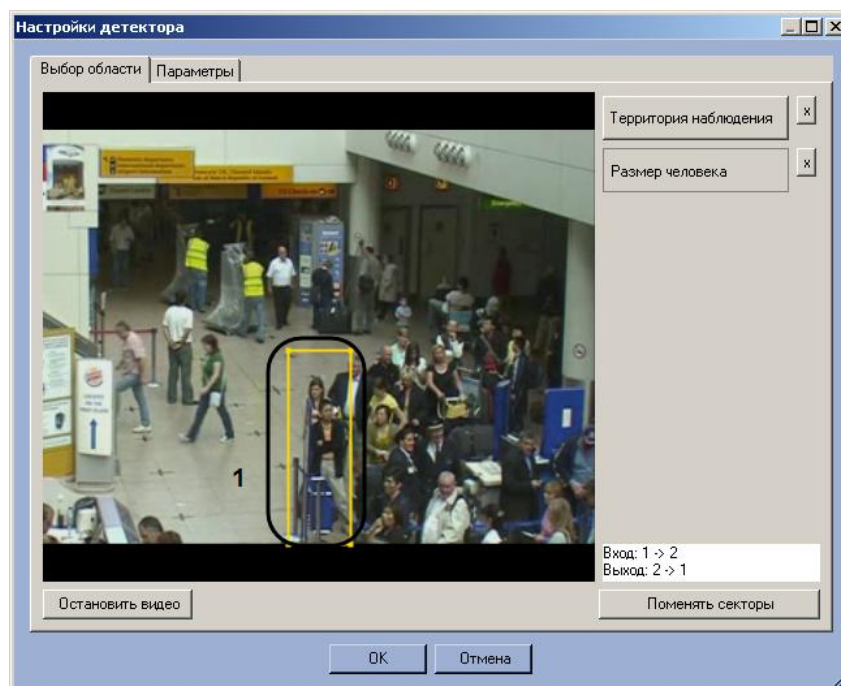 Настройки детектора
Выбор области
Параметры
Территория наблюдения
x
Размер человека
x
1
Вход: 1 -> 2
Выход: 2 -> 1
Остановить видео
Поменять секторы
OK
Отмена